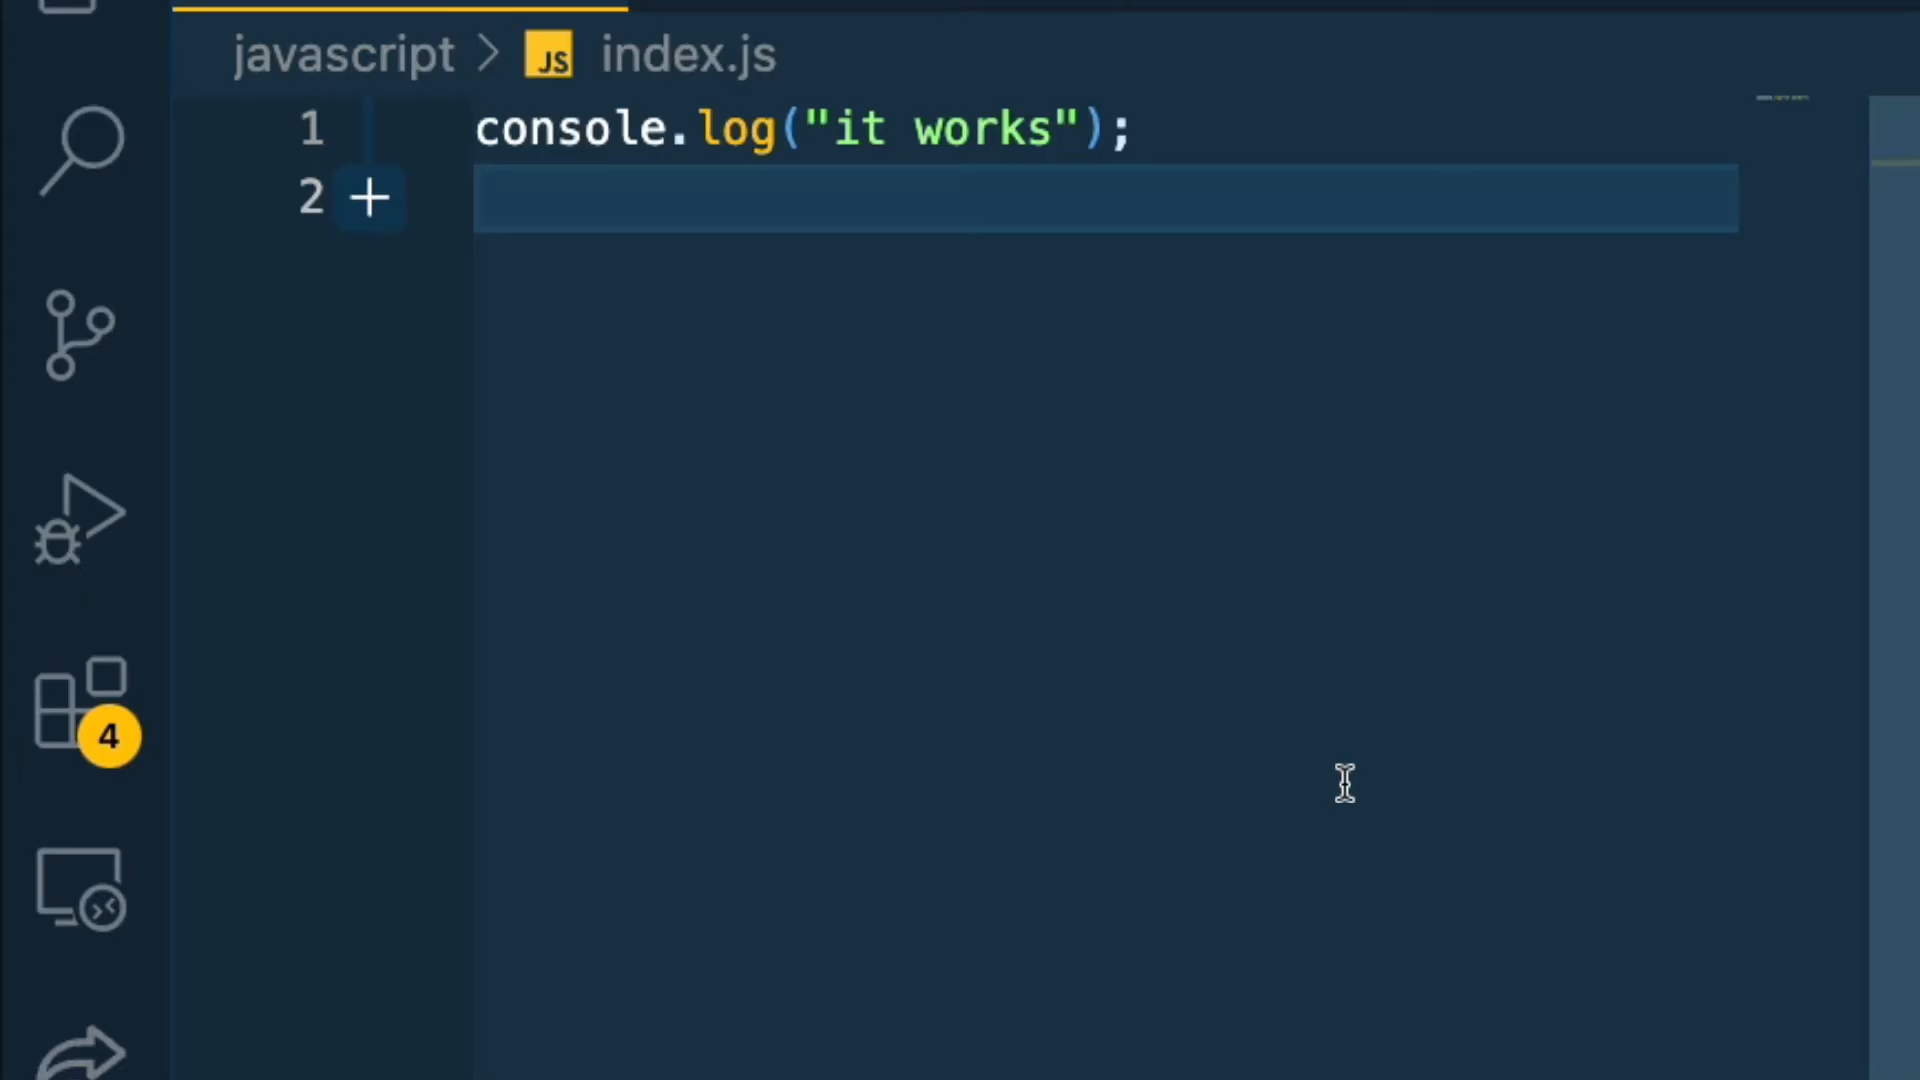 javascript > JS index.js
1 console.log("it works");
2 +
4